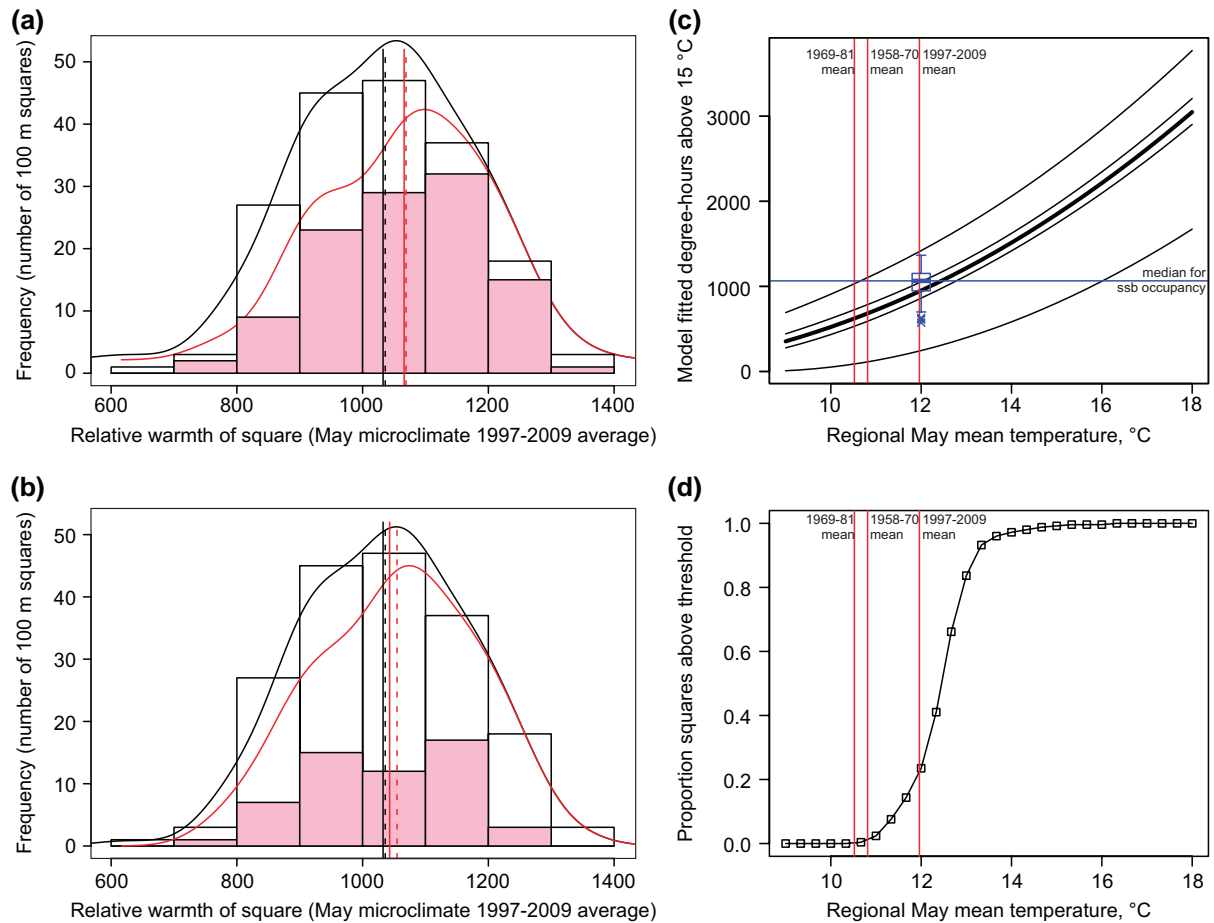 (a)
Frequency (number of 100 m squares)
50
40
30
20
10
0
600
800
1000
1200
1400
Relative warmth of square (May microclimate 1997-2009 average)
(b)
Frequency (number of 100 m squares)
50
40
30
20
10
0
600
800
1000
1200
1400
Relative warmth of square (May microclimate 1997-2009 average)
(c)
Model fitted degree-hours above 15 °C
3000
2000
1000
0
1969-81
mean
1958-70
mean
1997-2009
mean
median for
ssb occupancy
10
12
14
16
18
Regional May mean temperature, °C
(d)
Proportion squares above threshold
1.0
0.8
0.6
0.4
0.2
0.0
1969-81
mean
1958-70
mean
1997-2009
mean
10
12
14
16
18
Regional May mean temperature, °C